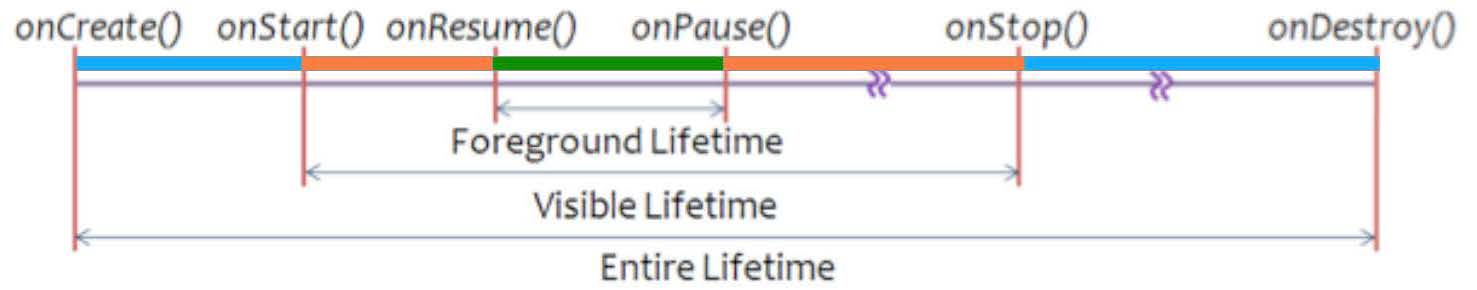 onCreate() onStart() onResume() onPause() onStop() onDestroy()
Foreground Lifetime
Visible Lifetime
Entire Lifetime